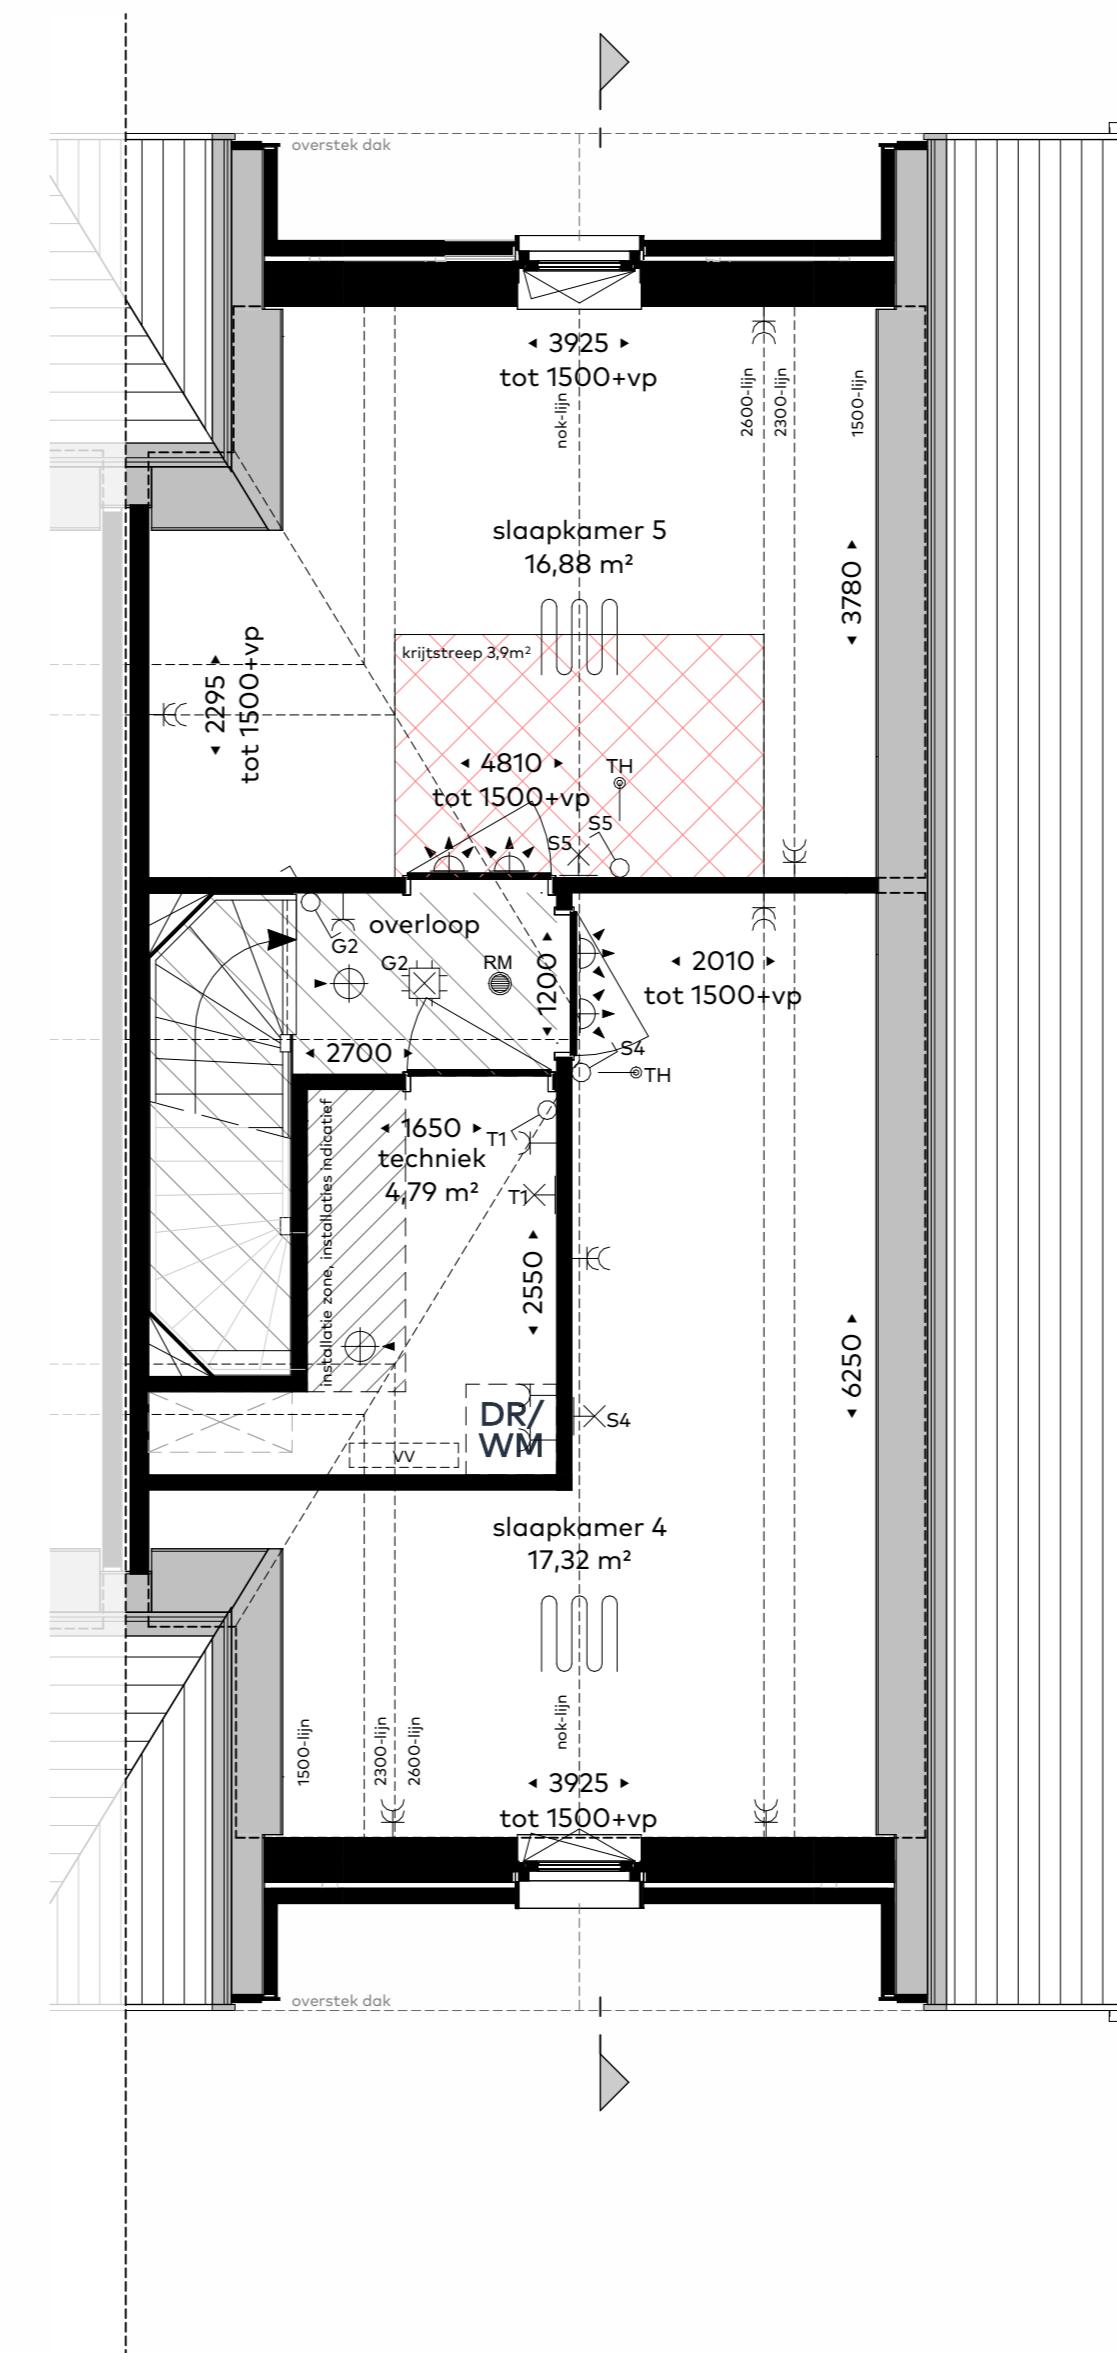 overstek dak
3925
tot 1500+vp
nok-lijn
2600-lijn
2300-lijn
1500-lijn
slaapkamer 5
16,88 m²
3780
krijtstreep 3,9m²
2295
tot 1500+vp
4810
tot 1500+vp
TH
S5
S5
overloop
G2
G2
RM
1200
2010
tot 1500+vp
2700
S4
TH
installatie zone, installaties indicatief
1650
techniek
4,79 m²
T1
T1
2550
6250
DR/
WM
S4
VV
slaapkamer 4
17,32 m²
1500-lijn
2300-lijn
2600-lijn
nok-lijn
3925
tot 1500+vp
overstek dak